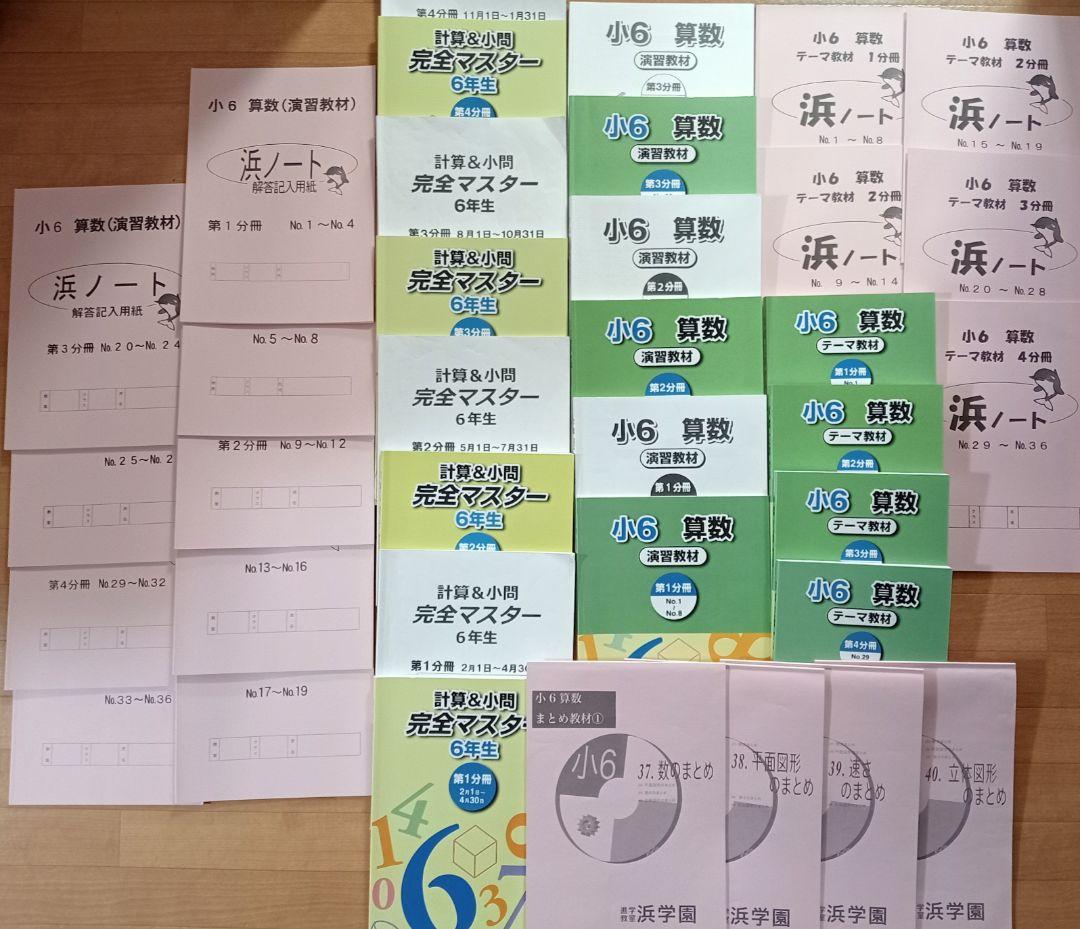 小6 算数(演習教材)
浜ノート
解答記入用紙
第3分冊 No.20～No.24
No.25～No.2
第4分冊 No.29～No.32
No.33～No.36
小6 算数(演習教材)
浜ノート
解答記入用紙
第1分冊 No.1～No.4
No.5～No.8
第2分冊 No.9～No.12
No.13～No.16
No.17～No.19
第4分冊 11月1日～1月31日
計算&小問
完全マスター
6年生
第4分冊
計算&小問
完全マスター
6年生
第3分冊 8月1日～10月31日
計算&小問
完全マスター
6年生
第3分冊
計算&小問
完全マスター
6年生
第2分冊 5月1日～7月31日
計算&小問
完全マスター
6年生
第2分冊
計算&小問
完全マスター
6年生
第1分冊 2月1日～4月30
計算&小問
完全マスター
6年生
第1分冊
2月1日～
4月30日
小6 算数
演習教材
第3分冊
小6 算数
演習教材
第3分冊
小6 算数
演習教材
第2分冊
小6 算数
演習教材
第2分冊
小6 算数
演習教材
第1分冊
小6 算数
演習教材
第1分冊
No.1
～
No.8
小6 算数
テーマ教材 1分冊
浜ノート
No.1～No.8
小6 算数
テーマ教材 2分冊
浜ノート
No.9～No.14
小6 算数
テーマ教材 2分冊
浜ノート
No.15～No.19
小6 算数
テーマ教材 3分冊
浜ノート
No.20～No.28
小6 算数
テーマ教材 4分冊
浜ノート
No.29～No.36
小6 算数
テーマ教材
第1分冊
No.1
小6 算数
テーマ教材
第2分冊
小6 算数
テーマ教材
第3分冊
小6 算数
テーマ教材
第4分冊
No.29
小6算数
まとめ教材①
小6
37.数のまとめ
進学教室 浜学園
38.平面図形
のまとめ
浜学園
39.速さ
のまとめ
進学教室 浜学園
40.立体図形
のまとめ
進学教室 浜学園